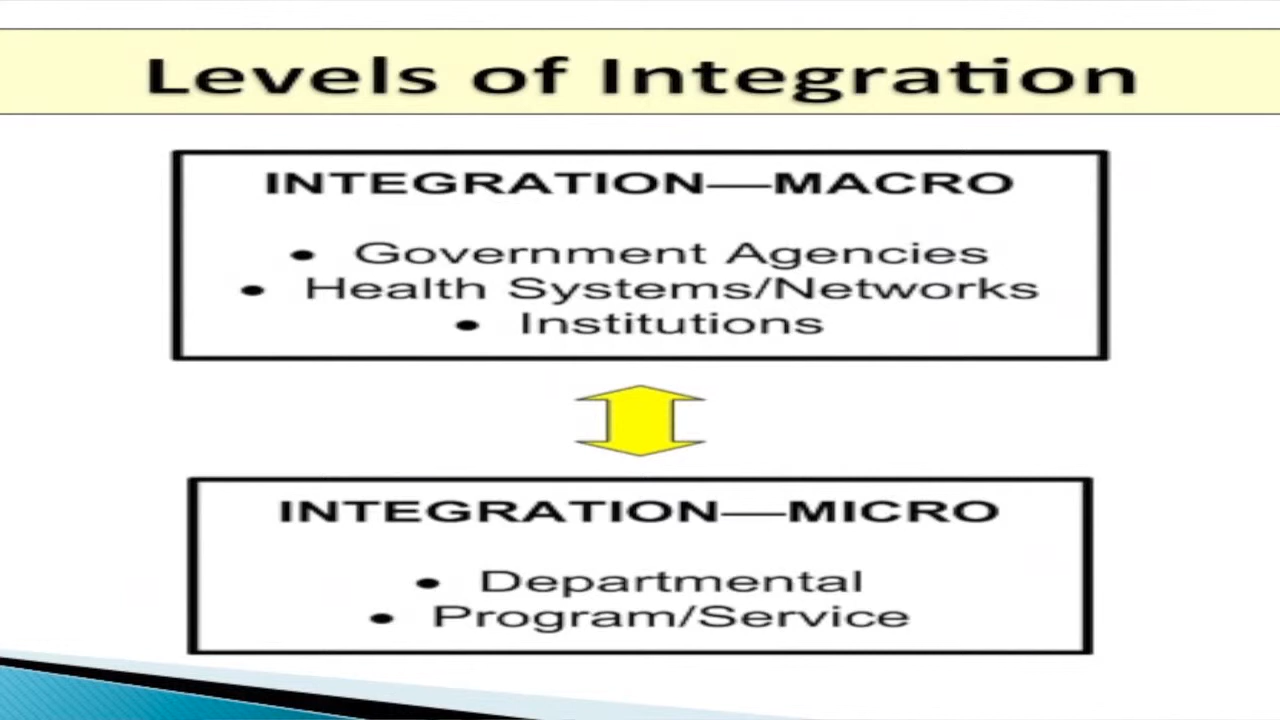 Levels of Integration
INTEGRATION—MACRO
• Government Agencies
• Health Systems/Networks
• Institutions
INTEGRATION—MICRO
• Departmental
• Program/Service